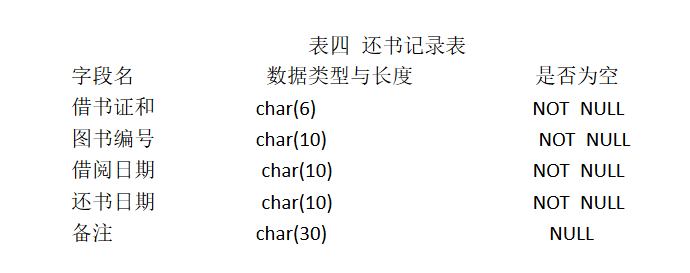 表四 还书记录表
字段名 数据类型与长度 是否为空
借书证和 char(6) NOT NULL
图书编号 char(10) NOT NULL
借阅日期 char(10) NOT NULL
还书日期 char(10) NOT NULL
备注 char(30) NULL